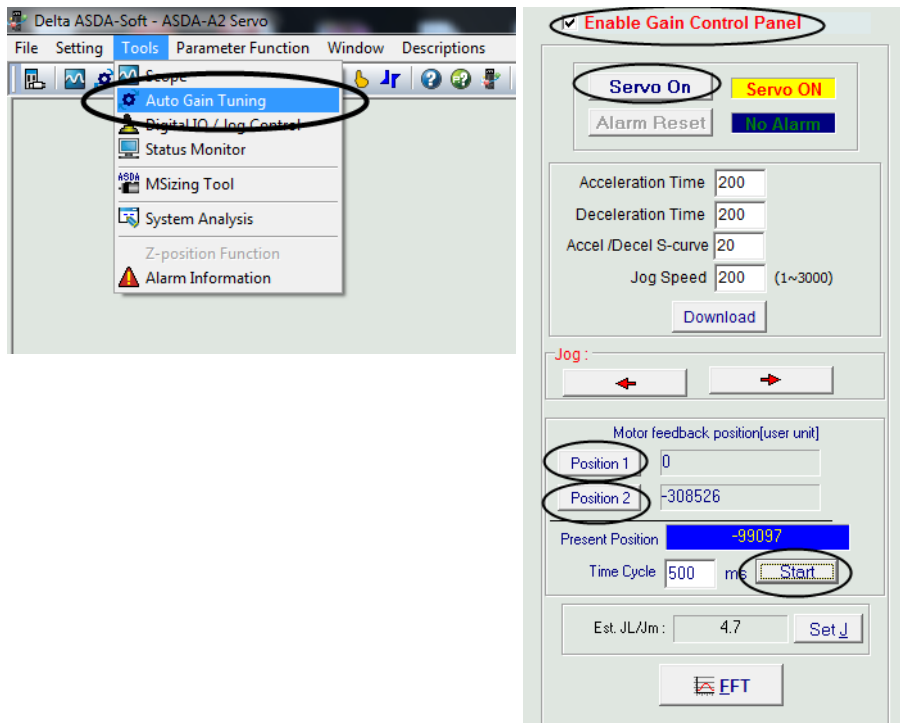 Delta ASDA-Soft - ASDA-A2 Servo
File Setting Tools Parameter Function Window Descriptions
Scope
Auto Gain Tuning
Digital IO / Jog Control
Status Monitor
ASDA
MSizing Tool
System Analysis
Z-position Function
Alarm Information
Enable Gain Control Panel
Servo On Servo ON
Alarm Reset No Alarm
Acceleration Time 200
Deceleration Time 200
Accel /Decel S-curve 20
Jog Speed 200 (1~3000)
Download
Jog :
Motor feedback position[user unit]
Position 1 0
Position 2 -308526
Present Position -99097
Time Cycle 500 ms Start
Est. JL/Jm : 4.7 Set J
FFT